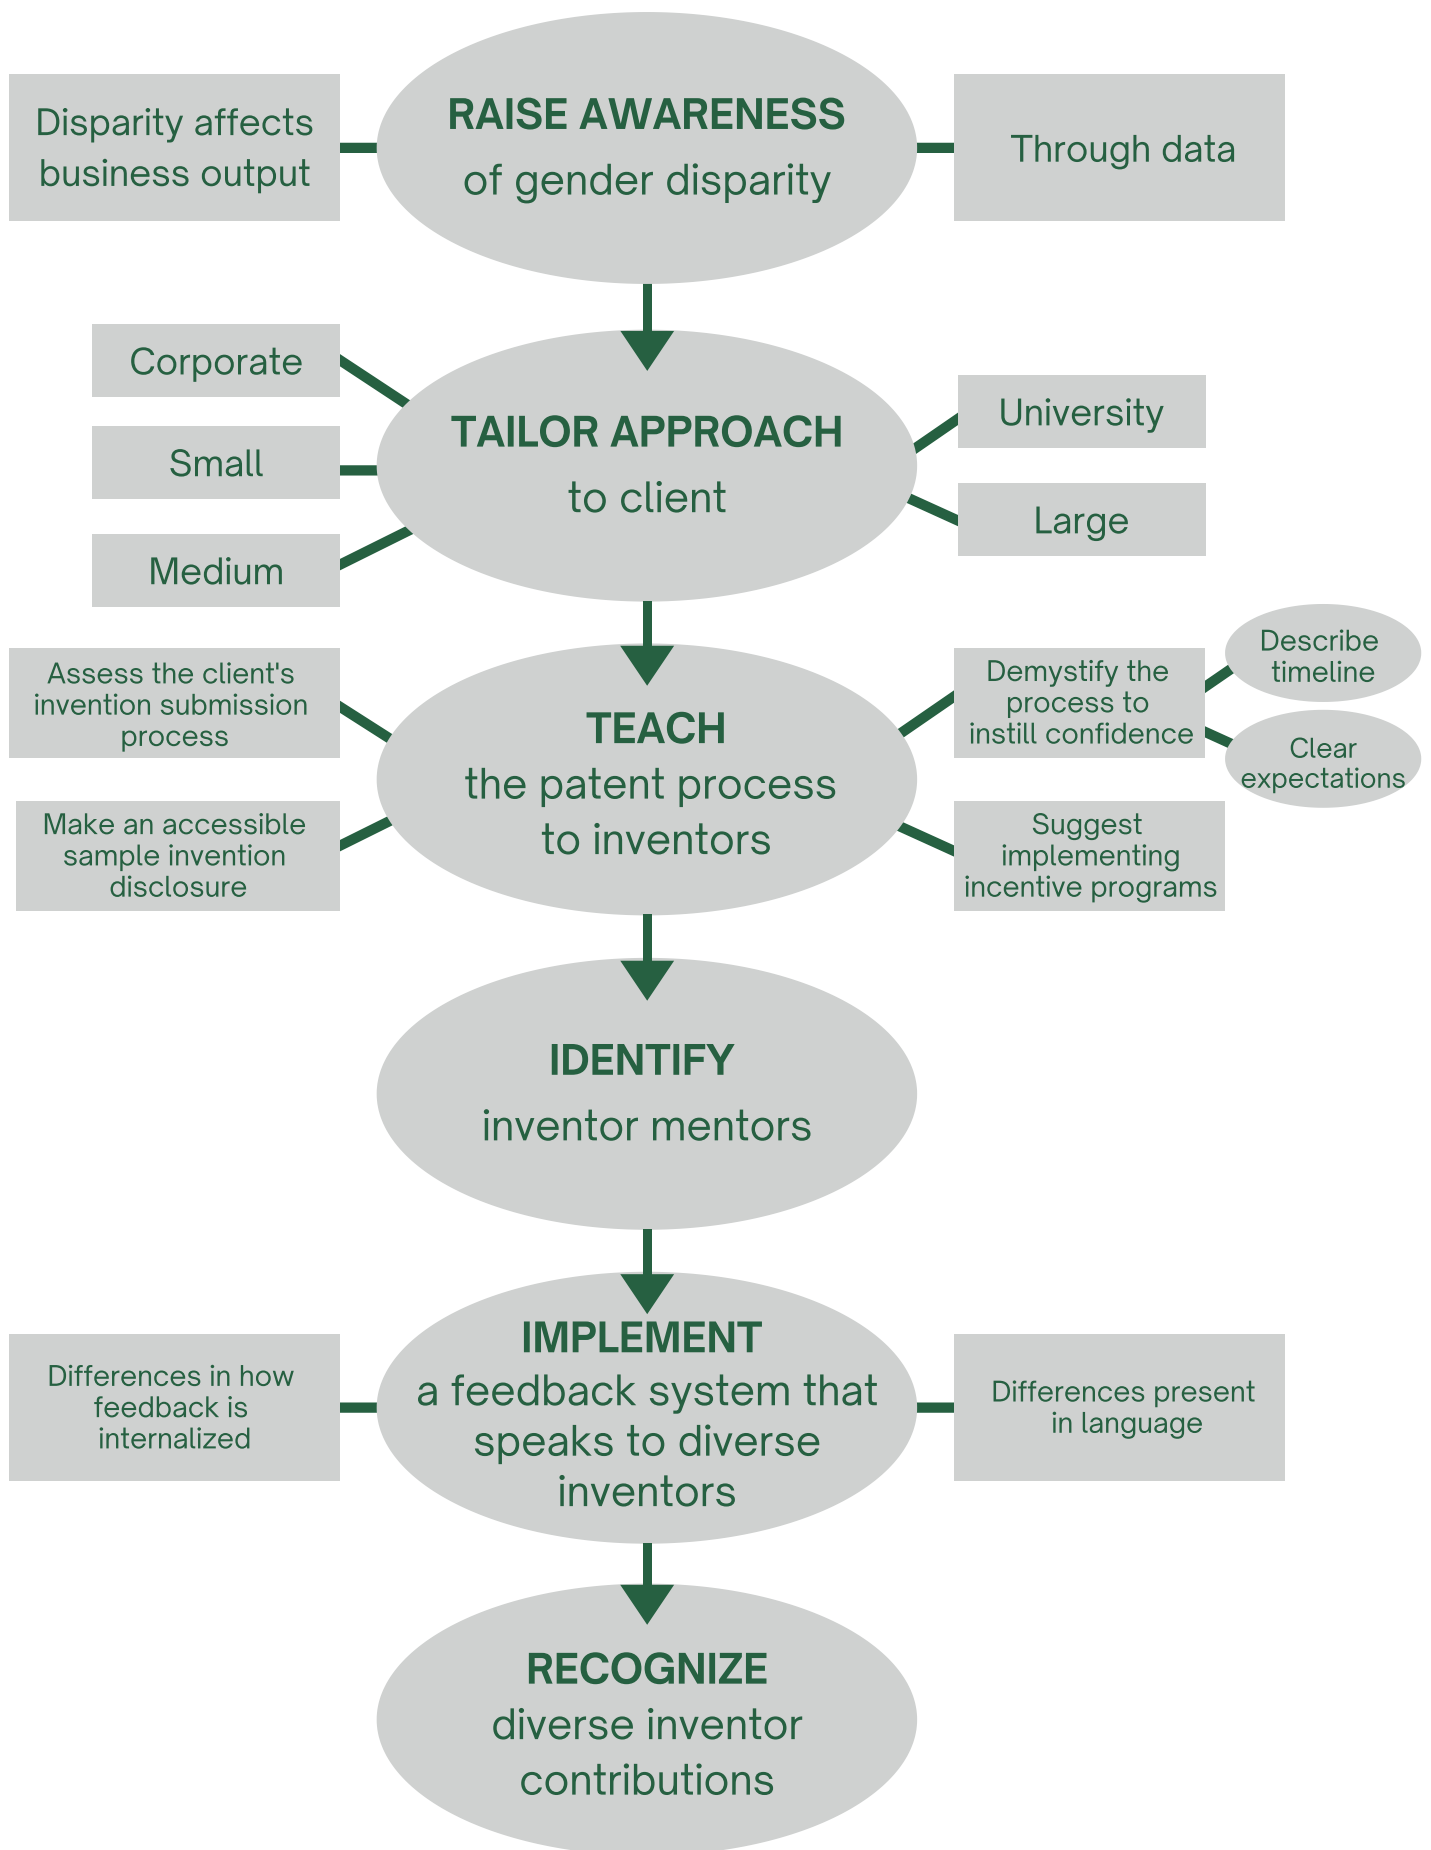 RAISE AWARENESS
of gender disparity
Disparity affects
business output
Through data
TAILOR APPROACH
to client
Corporate
Small
Medium
University
Large
TEACH
the patent process
to inventors
Assess the client's
invention submission
process
Make an accessible
sample invention
disclosure
Demystify the
process to
instill confidence
Describe
timeline
Clear
expectations
Suggest
implementing
incentive programs
IDENTIFY
inventor mentors
IMPLEMENT
a feedback system that
speaks to diverse
inventors
Differences in how
feedback is
internalized
Differences present
in language
RECOGNIZE
diverse inventor
contributions